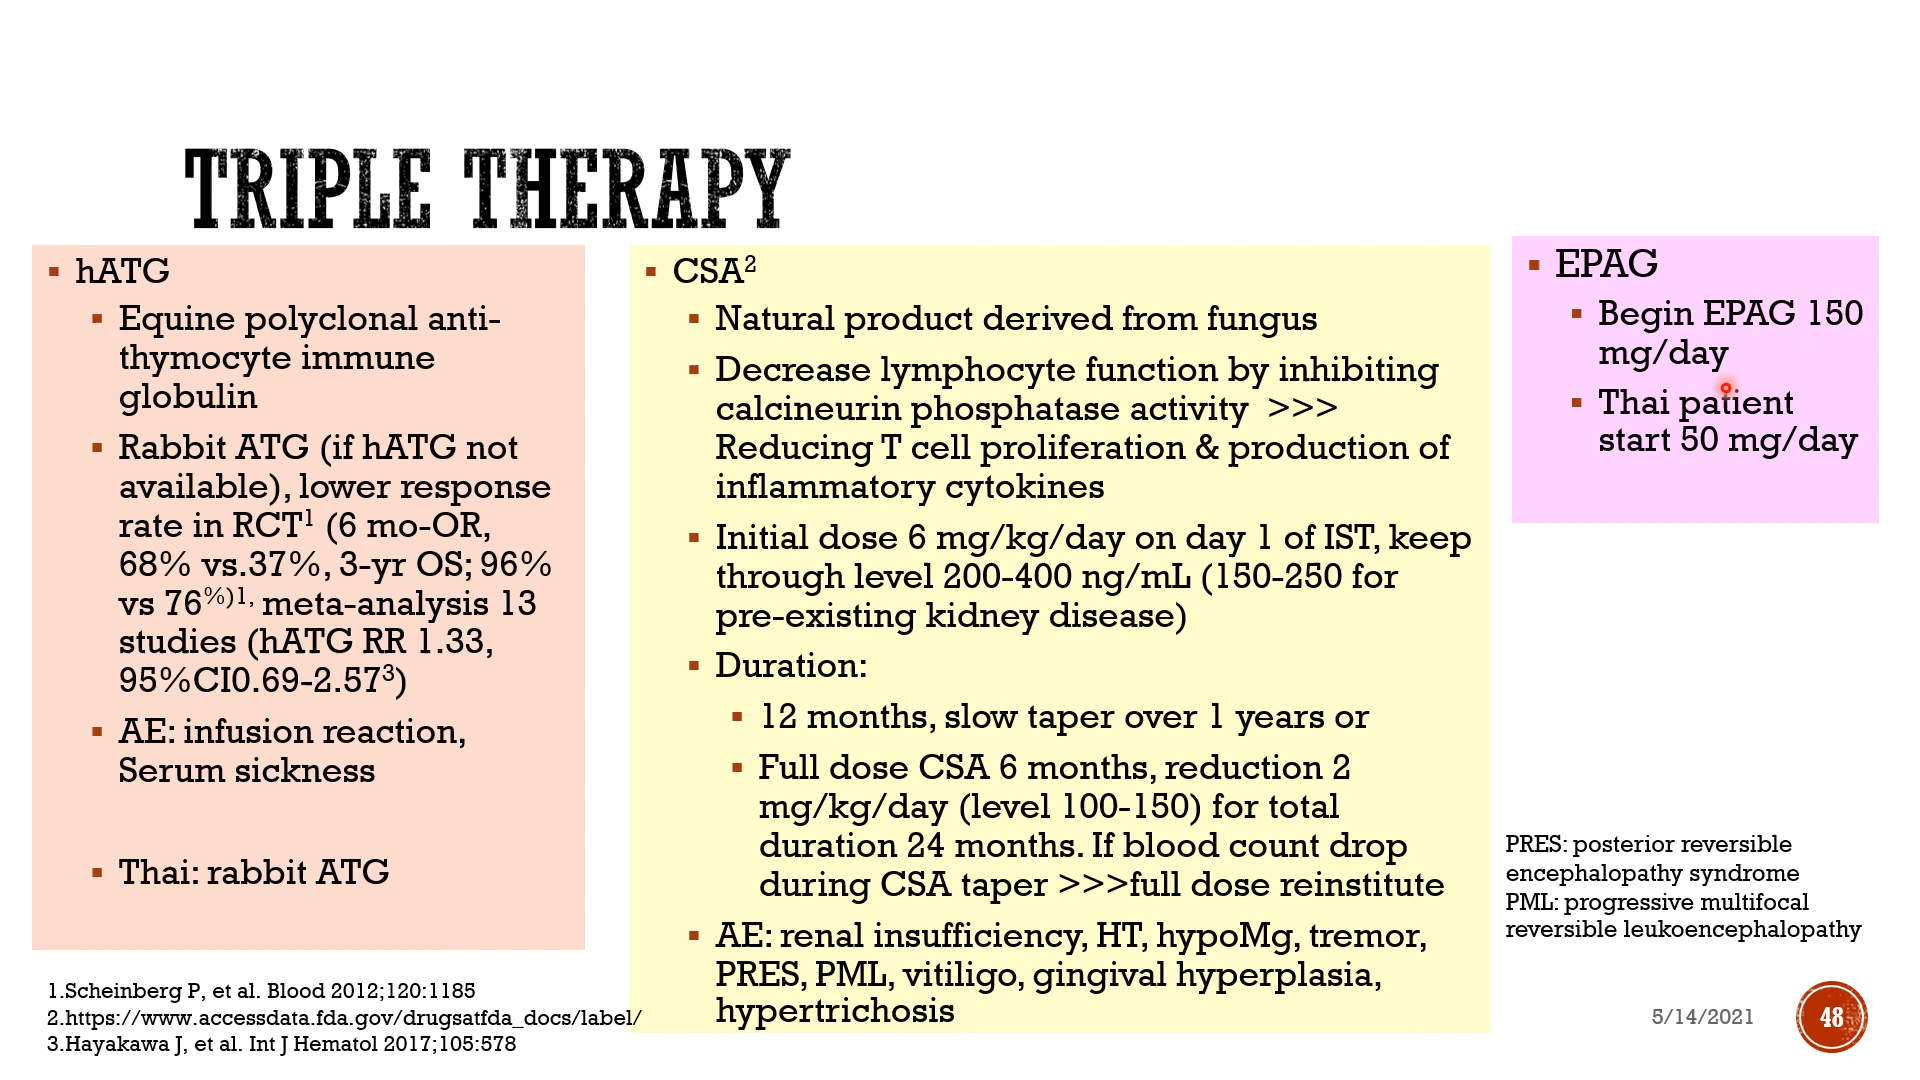 TRIPLE THERAPY
hATG
Equine polyclonal anti-
thymocyte immune
globulin
Rabbit ATG (if hATG not
available), lower response
rate in RCT1 (6 mo-OR,
68% vs.37%, 3-yr OS; 96%
vs 76%)1, meta-analysis 13
studies (hATG RR 1.33,
95%CI0.69-2.573)
AE: infusion reaction,
Serum sickness
Thai: rabbit ATG
CSA2
Natural product derived from fungus
Decrease lymphocyte function by inhibiting
calcineurin phosphatase activity >>>
Reducing T cell proliferation & production of
inflammatory cytokines
Initial dose 6 mg/kg/day on day 1 of IST, keep
through level 200-400 ng/mL (150-250 for
pre-existing kidney disease)
Duration:
12 months, slow taper over 1 years or
Full dose CSA 6 months, reduction 2
mg/kg/day (level 100-150) for total
duration 24 months. If blood count drop
during CSA taper >>>full dose reinstitute
AE: renal insufficiency, HT, hypoMg, tremor,
PRES, PML, vitiligo, gingival hyperplasia,
hypertrichosis
EPAG
Begin EPAG 150
mg/day
Thai patient
start 50 mg/day
PRES: posterior reversible
encephalopathy syndrome
PML: progressive multifocal
reversible leukoencephalopathy
1.Scheinberg P, et al. Blood 2012;120:1185
2.https://www.accessdata.fda.gov/drugsatfda_docs/label/
3.Hayakawa J, et al. Int J Hematol 2017;105:578
5/14/2021
48